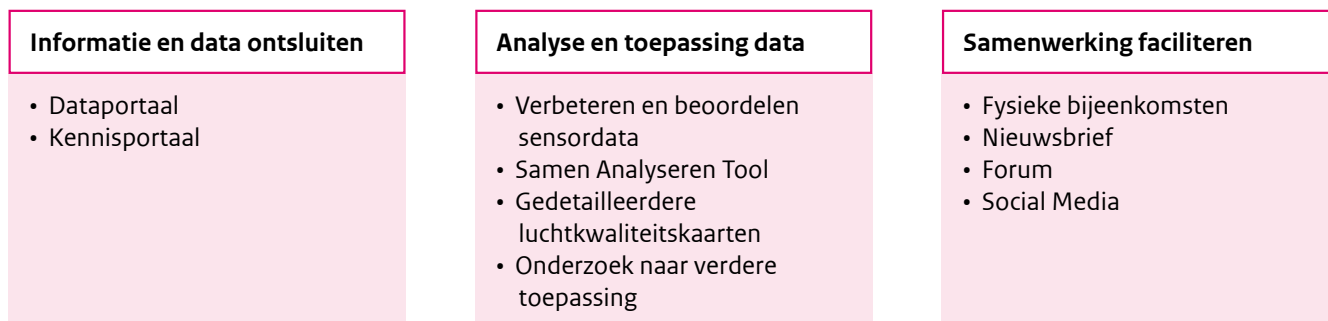 Informatie en data ontsluiten
• Dataportaal
• Kennisportaal
Analyse en toepassing data
• Verbeteren en beoordelen
sensordata
• Samen Analyseren Tool
• Gedetailleerdere
luchtkwaliteitskaarten
• Onderzoek naar verdere
toepassing
Samenwerking faciliteren
• Fysieke bijeenkomsten
• Nieuwsbrief
• Forum
• Social Media